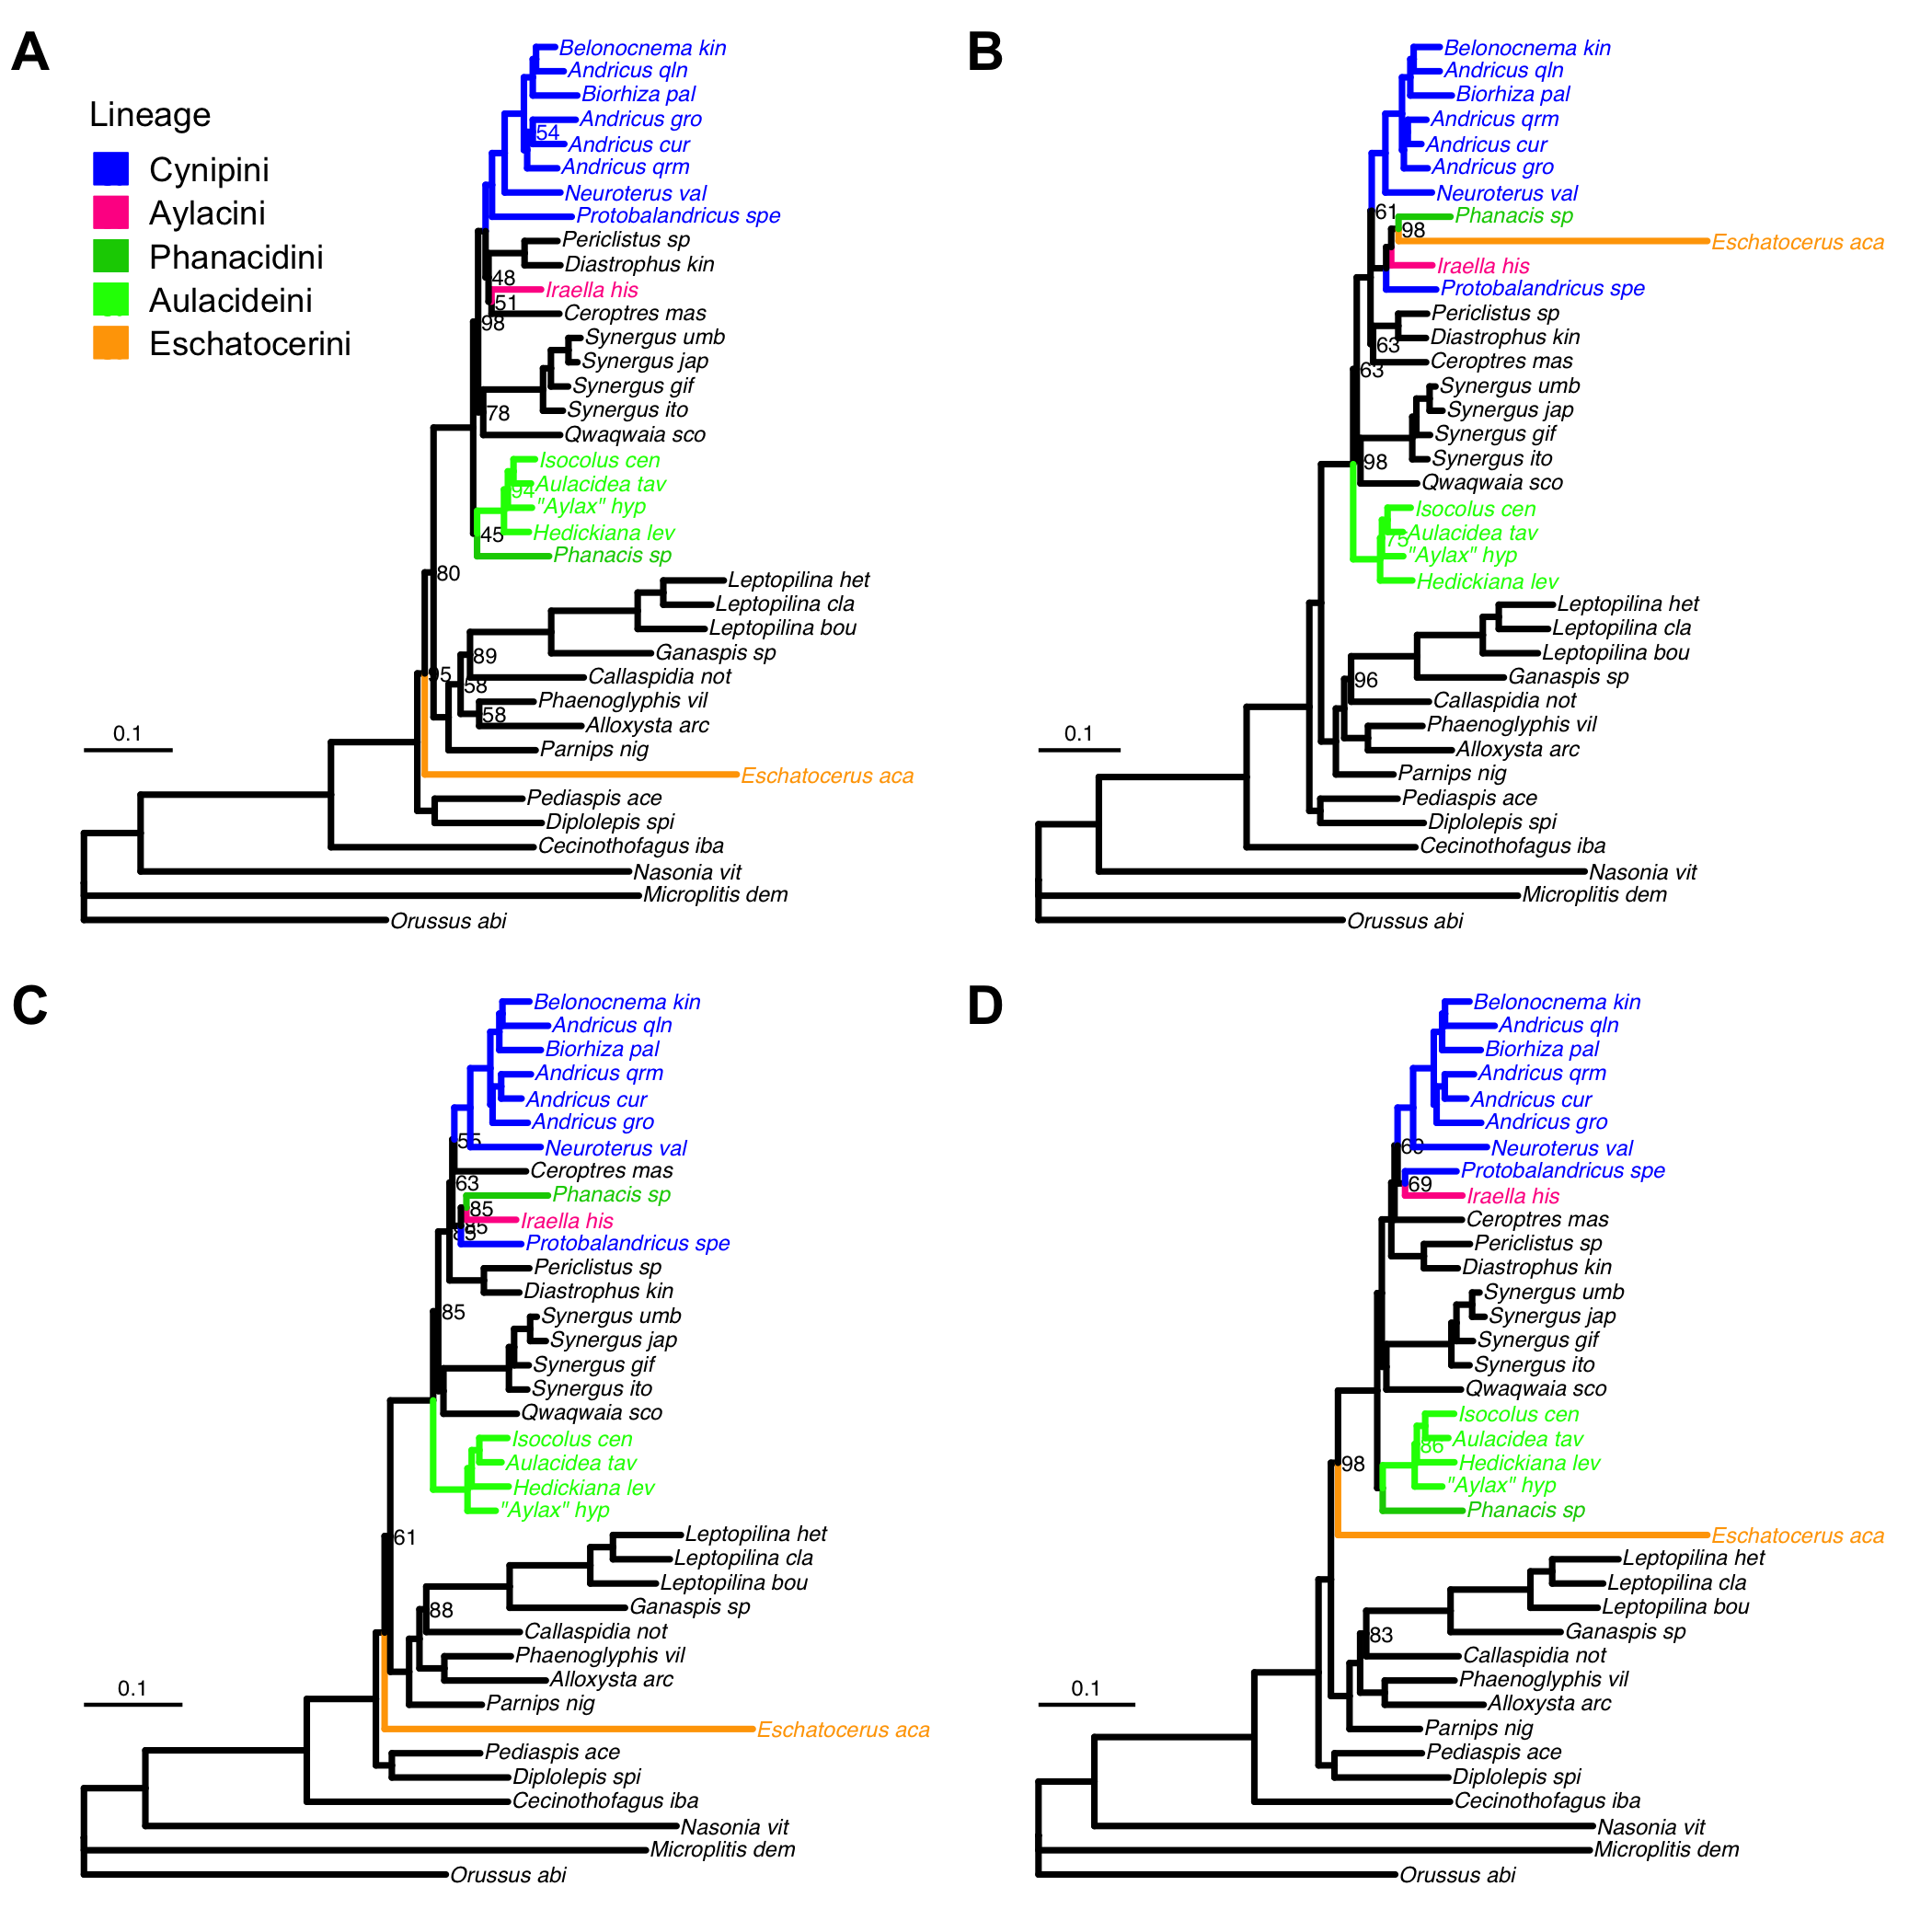 A
Lineage
Cynipini
Aylacini
Phanacidini
Aulacideini
Eschatocerini
Belonocnema kin
Andricus qln
Biorhiza pal
Andricus gro
54
Andricus cur
Andricus qrm
Neuroterus val
Protobalandricus spe
Periclistus sp
Diastrophus kin
48
Iraella his
51
Ceroptres mas
98
Synergus umb
Synergus jap
Synergus gif
Synergus ito
78
Qwaqwaia sco
Isocolus cen
Aulacidea tav
94
"Aylax" hyp
Hedickiana lev
45
Phanacis sp
80
Leptopilina het
Leptopilina cla
Leptopilina bou
Ganaspis sp
89
Callaspidia not
95
58
Phaenoglyphis vil
58
Alloxysta arc
Parnips nig
0.1
Eschatocerus aca
Pediaspis ace
Diplolepis spi
Cecinothofagus iba
Nasonia vit
Microplitis dem
Orussus abi
B
Belonocnema kin
Andricus qln
Biorhiza pal
Andricus qrm
Andricus cur
Andricus gro
Neuroterus val
61
Phanacis sp
98
Eschatocerus aca
Iraella his
Protobalandricus spe
Periclistus sp
Diastrophus kin
63
Ceroptres mas
63
Synergus umb
Synergus jap
Synergus gif
Synergus ito
98
Qwaqwaia sco
Isocolus cen
Aulacidea tav
75
"Aylax" hyp
Hedickiana lev
Leptopilina het
Leptopilina cla
Leptopilina bou
Ganaspis sp
96
Callaspidia not
Phaenoglyphis vil
Alloxysta arc
0.1
Parnips nig
Pediaspis ace
Diplolepis spi
Cecinothofagus iba
Nasonia vit
Microplitis dem
Orussus abi
C
Belonocnema kin
Andricus qln
Biorhiza pal
Andricus qrm
Andricus cur
Andricus gro
55
Neuroterus val
Ceroptres mas
63
Phanacis sp
85
Iraella his
85
Protobalandricus spe
Periclistus sp
Diastrophus kin
85
Synergus umb
Synergus jap
Synergus gif
Synergus ito
Qwaqwaia sco
Isocolus cen
Aulacidea tav
Hedickiana lev
"Aylax" hyp
61
Leptopilina het
Leptopilina cla
Leptopilina bou
Ganaspis sp
88
Callaspidia not
Phaenoglyphis vil
Alloxysta arc
0.1
Parnips nig
Eschatocerus aca
Pediaspis ace
Diplolepis spi
Cecinothofagus iba
Nasonia vit
Microplitis dem
Orussus abi
D
Belonocnema kin
Andricus qln
Biorhiza pal
Andricus qrm
Andricus cur
Andricus gro
Neuroterus val
Protobalandricus spe
69
Iraella his
Ceroptres mas
Periclistus sp
Diastrophus kin
Synergus umb
Synergus jap
Synergus gif
Synergus ito
Qwaqwaia sco
Isocolus cen
Aulacidea tav
86
Hedickiana lev
98
"Aylax" hyp
Phanacis sp
Eschatocerus aca
Leptopilina het
Leptopilina cla
Leptopilina bou
Ganaspis sp
83
Callaspidia not
Phaenoglyphis vil
Alloxysta arc
0.1
Parnips nig
Pediaspis ace
Diplolepis spi
Cecinothofagus iba
Nasonia vit
Microplitis dem
Orussus abi